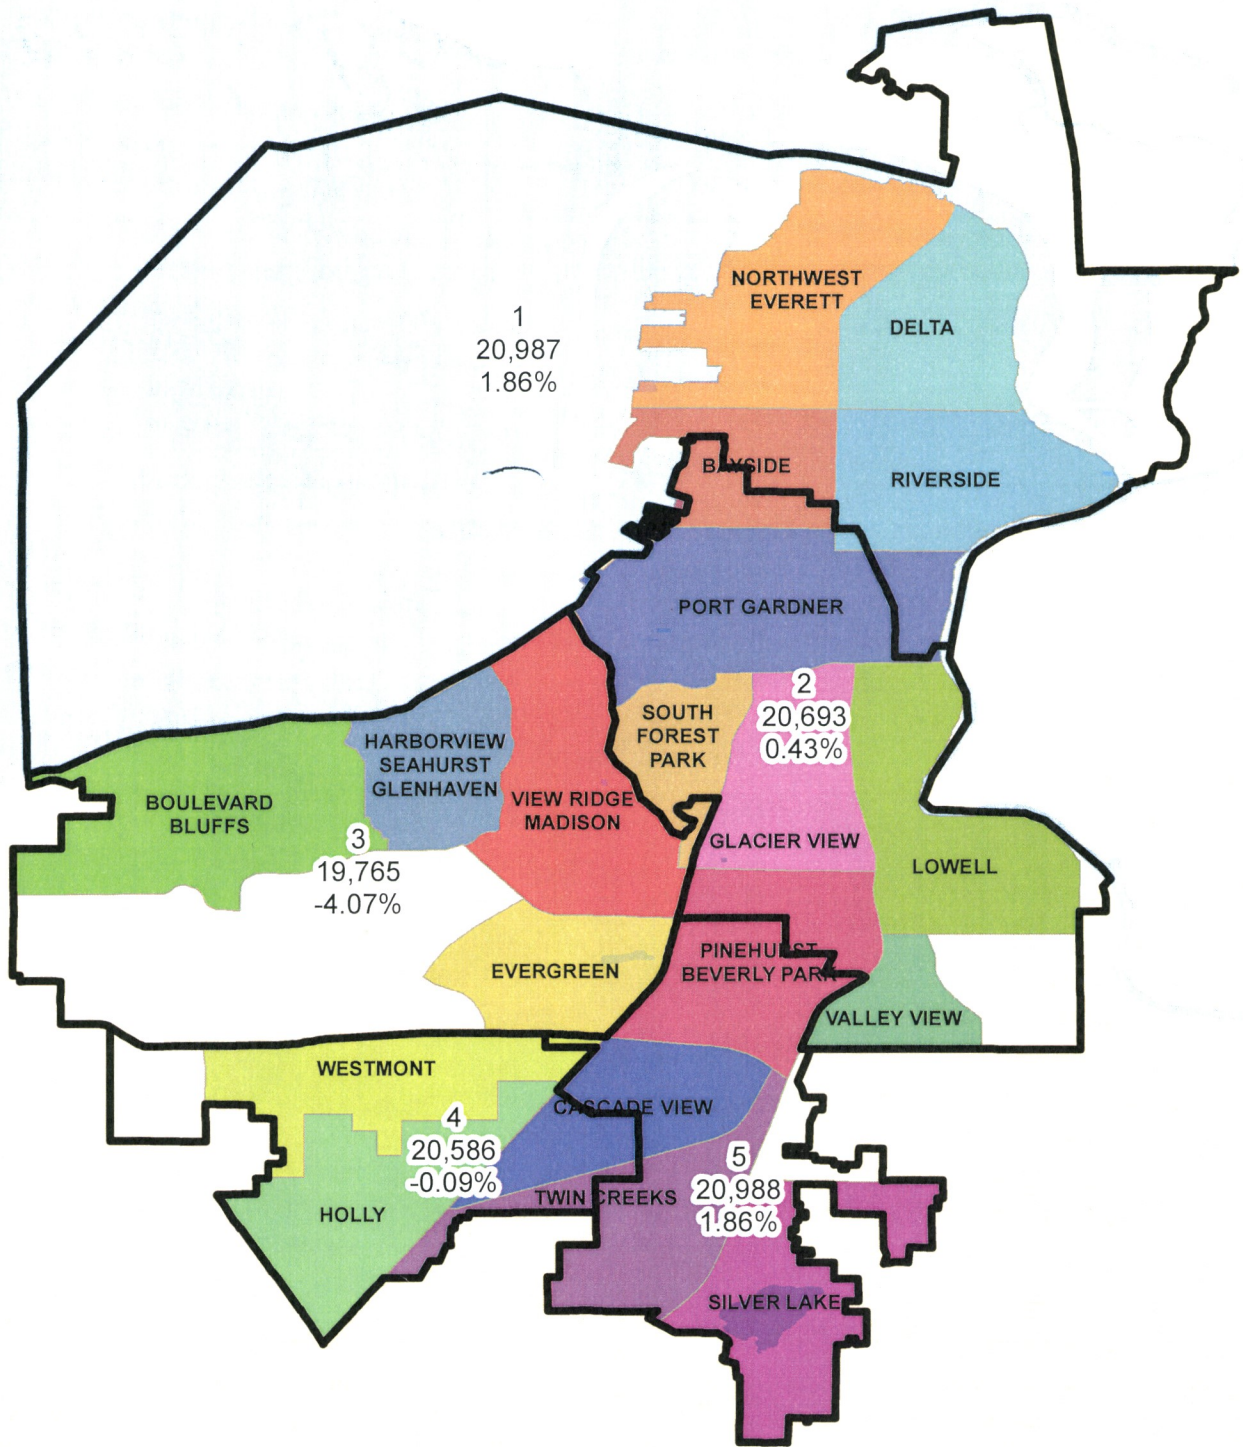 NORTHWEST
EVERETT
DELTA
1
20,987
1.86%
BAYSIDE
RIVERSIDE
PORT GARDNER
2
20,693
0.43%
SOUTH
FOREST
PARK
HARBORVIEW
SEAHURST
GLENHAVEN
VIEW RIDGE
MADISON
BOULEVARD
BLUFFS
3
19,765
-4.07%
GLACIER VIEW
LOWELL
PINEHURST
BEVERLY PARK
EVERGREEN
VALLEY VIEW
WESTMONT
CASCADE VIEW
4
20,586
-0.09%
5
20,988
1.86%
TWIN CREEKS
HOLLY
SILVER LAKE